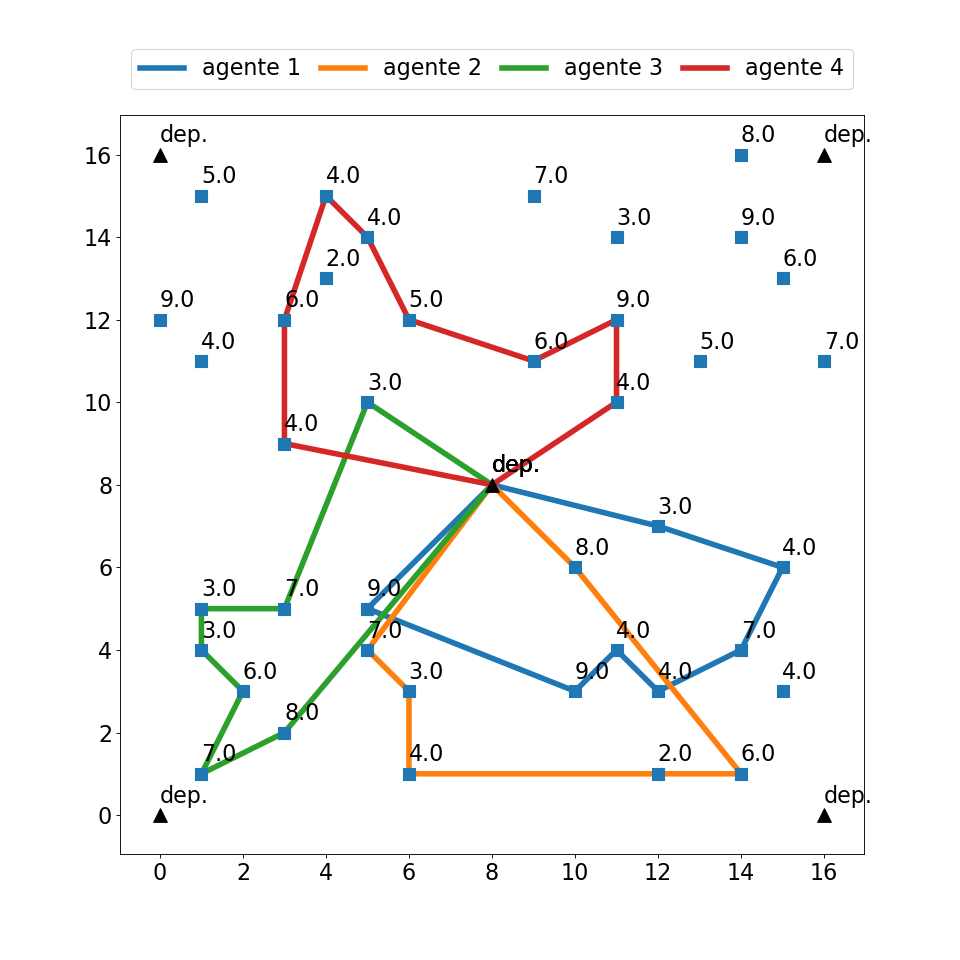 agente 1 agente 2 agente 3 agente 4
dep. 8.0 dep.
16
5.0 4.0 7.0
4.0 3.0 9.0
14
2.0 6.0
9.0 6.0 5.0 9.0
12
4.0 6.0 5.0 7.0
3.0 4.0
10
4.0
dep. dep.
8
3.0
8.0 4.0
6
3.0 7.0 9.0
3.0 7.0 4.0 7.0
4
6.0 3.0 9.0 4.0 4.0
8.0
2
7.0 4.0 2.0 6.0
dep. dep.
0
0 2 4 6 8 10 12 14 16